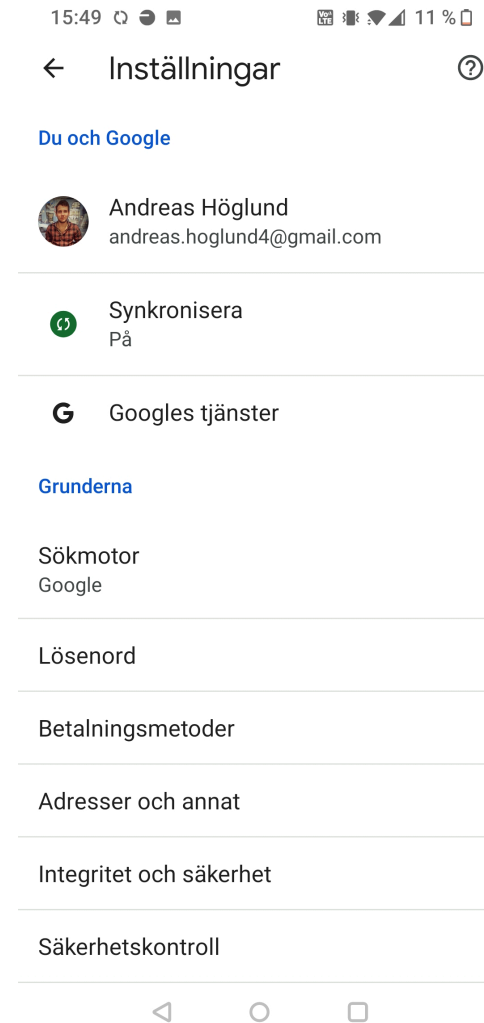 15:49 11 %
Inställningar
Du och Google
Andreas Höglund
andreas.hoglund4@gmail.com
Synkronisera
På
Googles tjänster
Grunderna
Sökmotor
Google
Lösenord
Betalningsmetoder
Adresser och annat
Integritet och säkerhet
Säkerhetskontroll